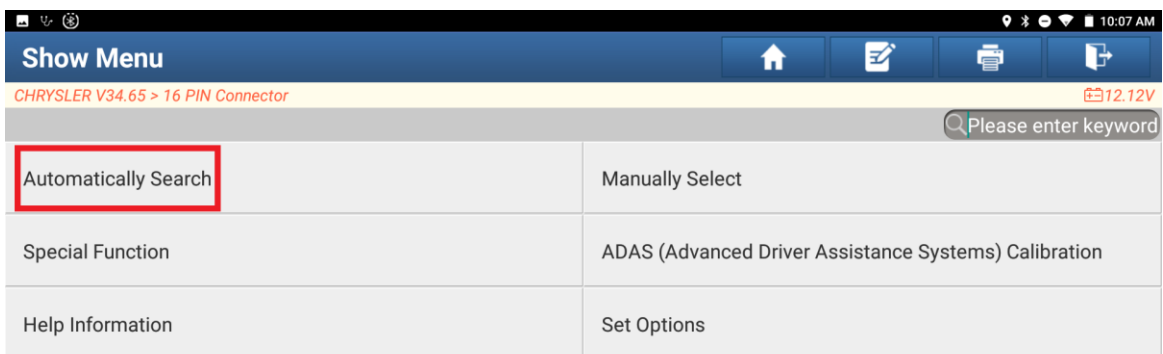 10:07 AM
Show Menu
CHRYSLER V34.65 > 16 PIN Connector
12.12V
Please enter keyword
Automatically Search
Manually Select
Special Function
ADAS (Advanced Driver Assistance Systems) Calibration
Help Information
Set Options